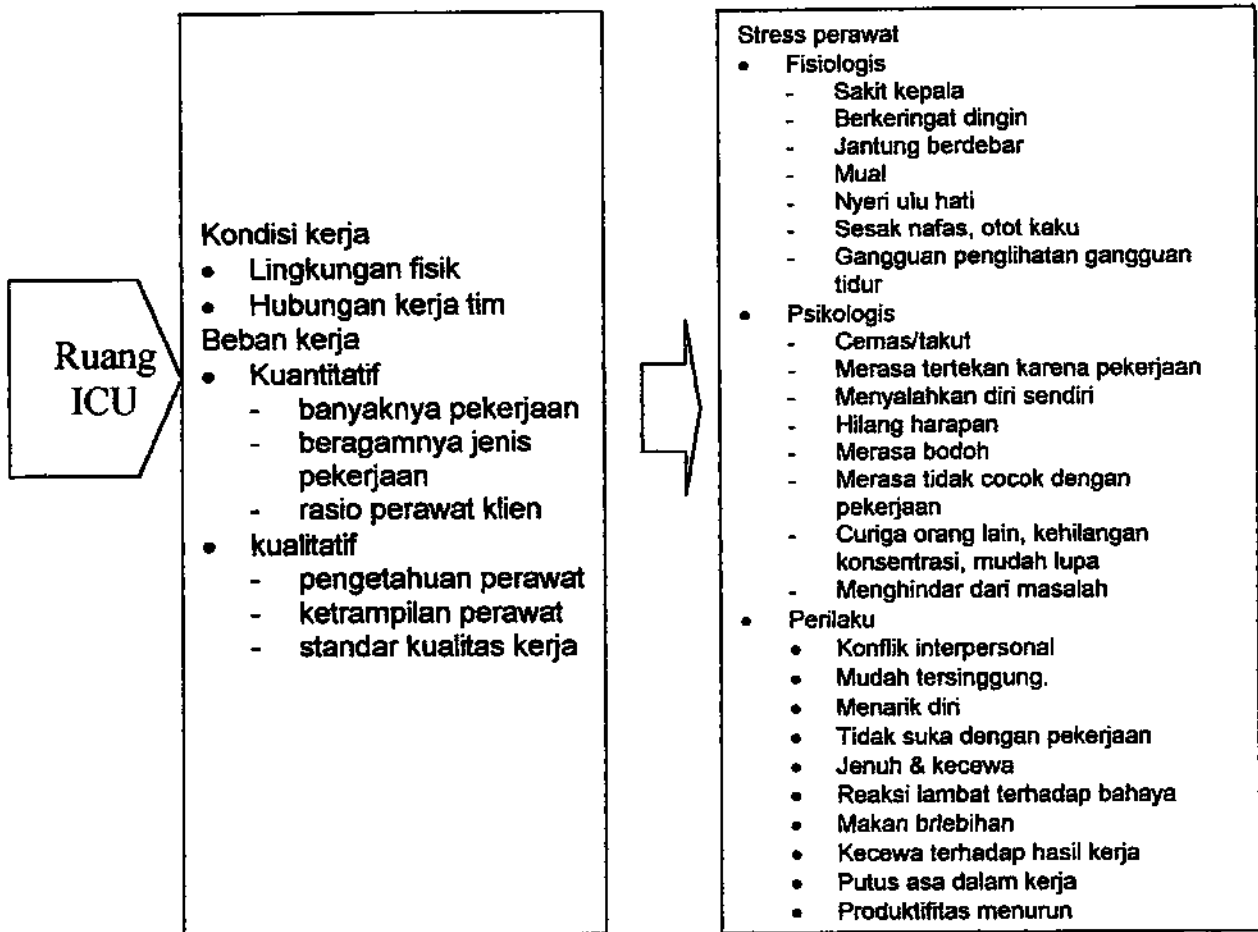 Ruang
ICU
Kondisi kerja
• Lingkungan fisik
• Hubungan kerja tim
Beban kerja
• Kuantitatif
- banyaknya pekerjaan
- beragamnya jenis
pekerjaan
- rasio perawat klien
• kualitatif
- pengetahuan perawat
- ketrampilan perawat
- standar kualitas kerja
Stress perawat
• Fisiologis
- Sakit kepala
- Berkeringat dingin
- Jantung berdebar
- Mual
- Nyeri ulu hati
- Sesak nafas, otot kaku
- Gangguan penglihatan gangguan
tidur
• Psikologis
- Cemas/takut
- Merasa tertekan karena pekerjaan
- Menyalahkan diri sendiri
- Hilang harapan
- Merasa bodoh
- Merasa tidak cocok dengan
pekerjaan
- Curiga orang lain, kehilangan
konsentrasi, mudah lupa
- Menghindar dari masalah
• Perilaku
• Konflik interpersonal
• Mudah tersinggung.
• Menarik diri
• Tidak suka dengan pekerjaan
• Jenuh & kecewa
• Reaksi lambat terhadap bahaya
• Makan brlebihan
• Kecewa terhadap hasil kerja
• Putus asa dalam kerja
• Produktifitas menurun